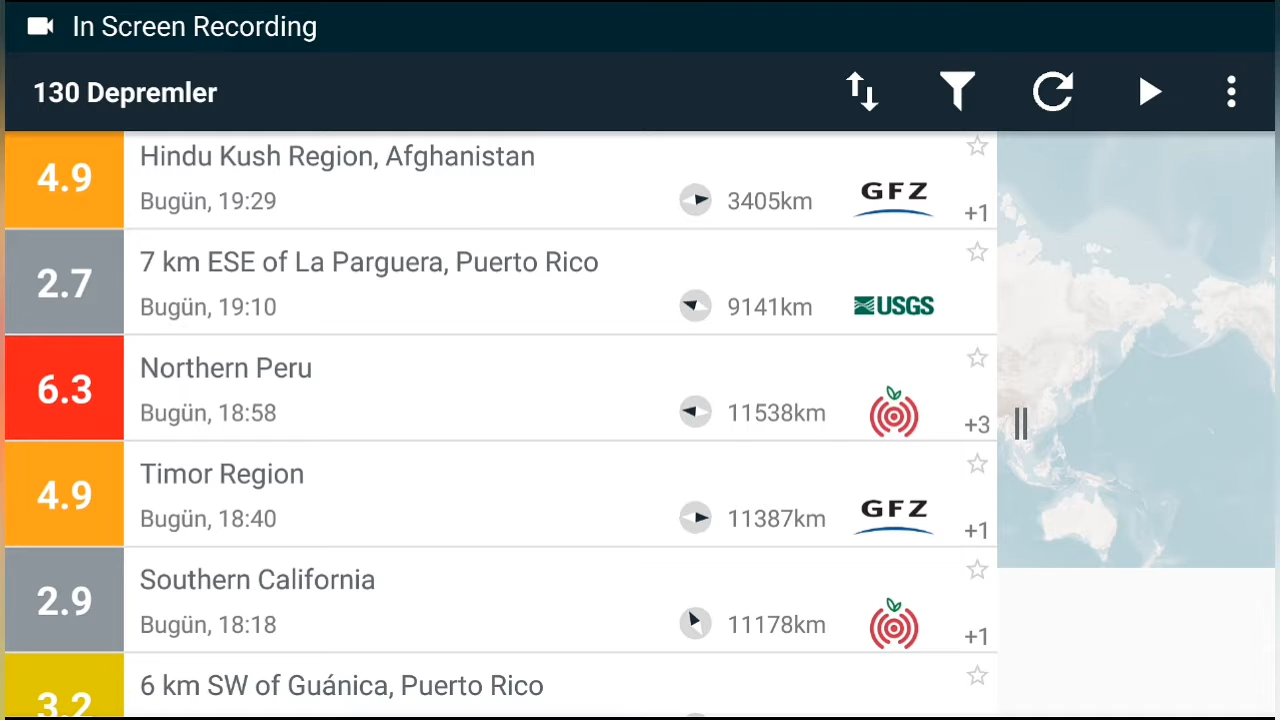 In Screen Recording
130 Depremler
4.9
Hindu Kush Region, Afghanistan
Bugün, 19:29
3405km
GFZ
+1
2.7
7 km ESE of La Parguera, Puerto Rico
Bugün, 19:10
9141km
USGS
6.3
Northern Peru
Bugün, 18:58
11538km
+3
4.9
Timor Region
Bugün, 18:40
11387km
GFZ
+1
2.9
Southern California
Bugün, 18:18
11178km
+1
3.2
6 km SW of Guánica, Puerto Rico